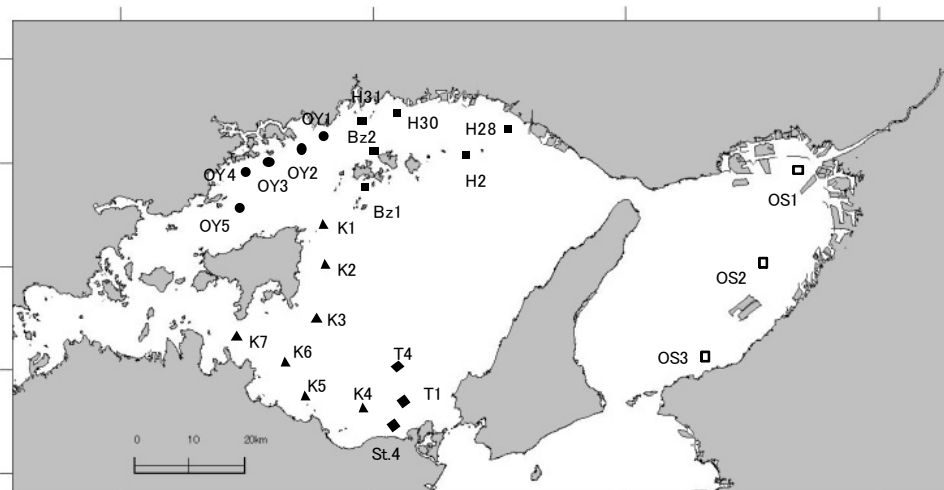 H31
H30
OY1
H28
Bz2
OY2
H2
OY3
OY4
OS1
Bz1
OY5
K1
K2
OS2
K3
K7
K6
T4
OS3
K5
K4
T1
St.4
0 10 20km